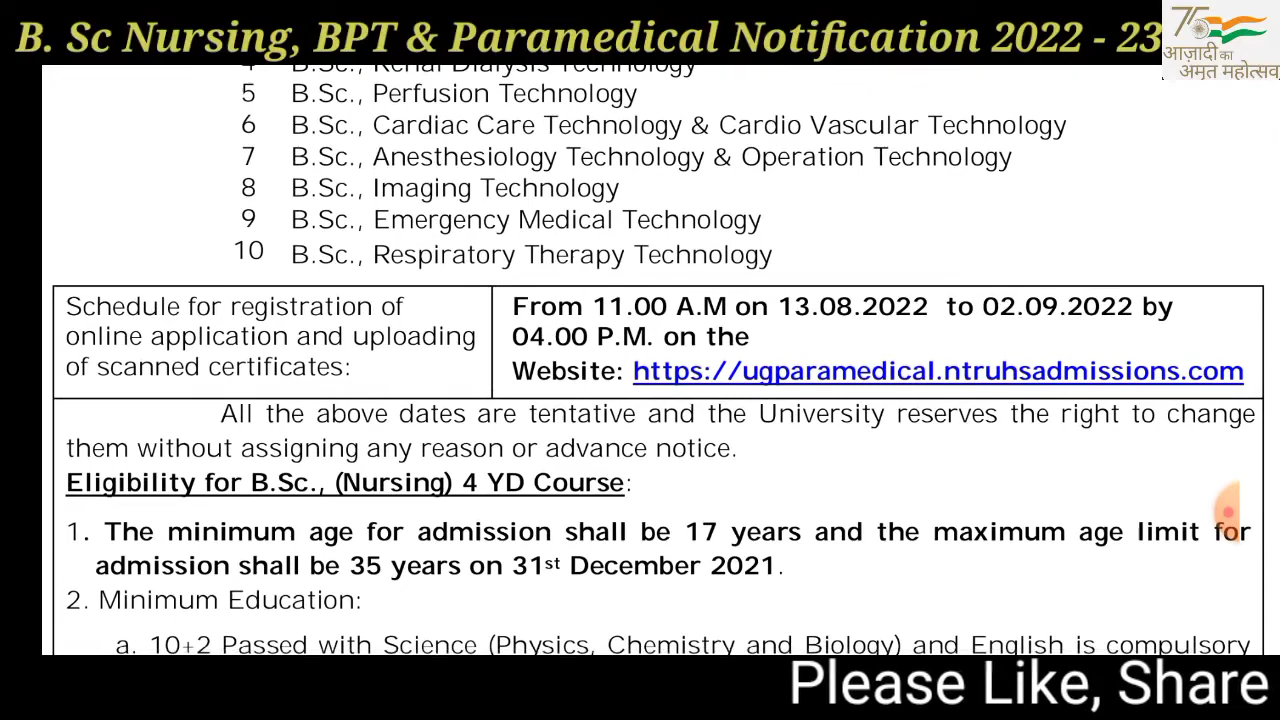 B. Sc Nursing, BPT & Paramedical Notification 2022 - 23
75
आज़ादी का
अमृत महोत्सव
4 B.Sc., Renal Dialysis Technology
5 B.Sc., Perfusion Technology
6 B.Sc., Cardiac Care Technology & Cardio Vascular Technology
7 B.Sc., Anesthesiology Technology & Operation Technology
8 B.Sc., Imaging Technology
9 B.Sc., Emergency Medical Technology
10 B.Sc., Respiratory Therapy Technology
Schedule for registration of
online application and uploading
of scanned certificates:
From 11.00 A.M on 13.08.2022 to 02.09.2022 by
04.00 P.M. on the
Website: https://ugparamedical.ntruhsadmissions.com
All the above dates are tentative and the University reserves the right to change
them without assigning any reason or advance notice.
Eligibility for B.Sc., (Nursing) 4 YD Course:
1. The minimum age for admission shall be 17 years and the maximum age limit for
admission shall be 35 years on 31st December 2021.
2. Minimum Education:
a. 10+2 Passed with Science (Physics, Chemistry and Biology) and English is compulsory
Please Like, Share